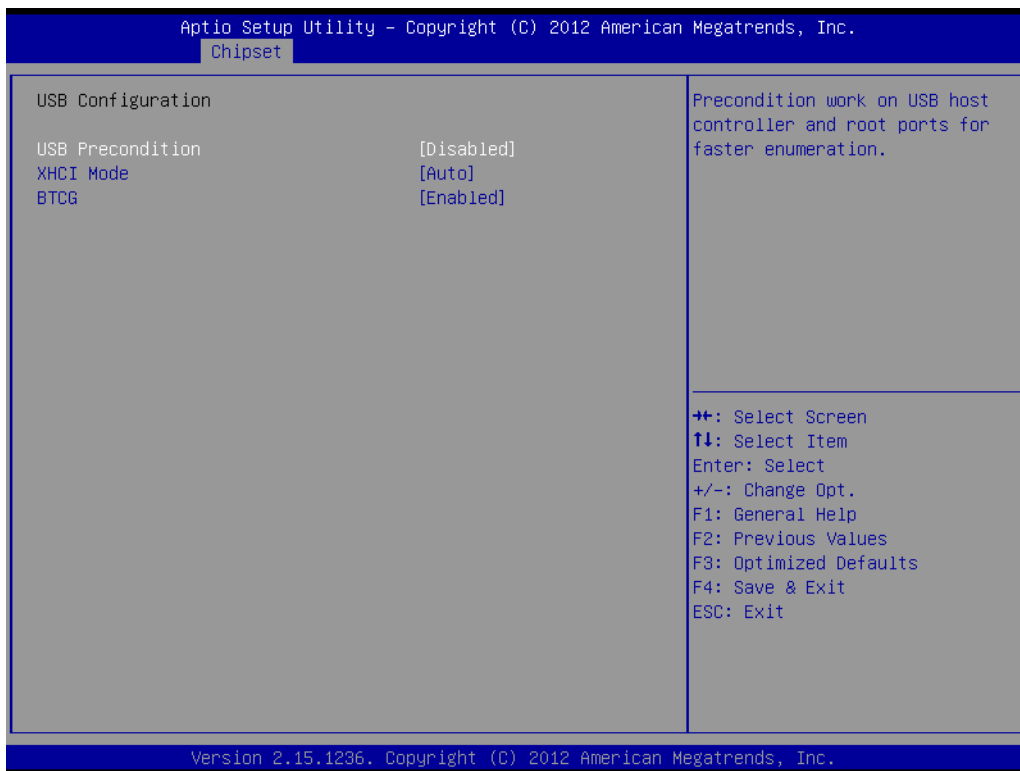 Aptio Setup Utility – Copyright (C) 2012 American Megatrends, Inc.
Chipset
USB Configuration
USB Precondition [Disabled]
XHCI Mode [Auto]
BTCG [Enabled]
Precondition work on USB host
controller and root ports for
faster enumeration.
→←: Select Screen
↑↓: Select Item
Enter: Select
+/-: Change Opt.
F1: General Help
F2: Previous Values
F3: Optimized Defaults
F4: Save & Exit
ESC: Exit
Version 2.15.1236. Copyright (C) 2012 American Megatrends, Inc.